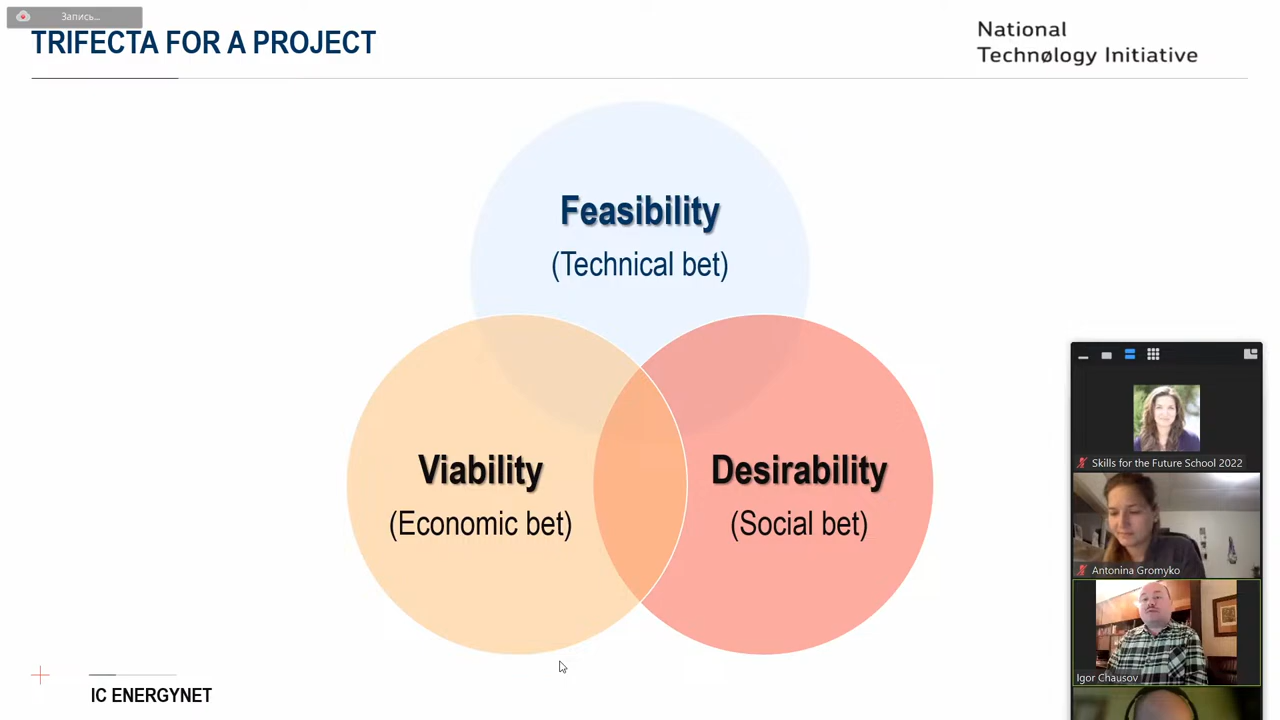 Запись...
TRIFECTA FOR A PROJECT
National
Technøløgy Initiative
Feasibility
(Technical bet)
Viability
(Economic bet)
Desirability
(Social bet)
Skills for the Future School 2022
Antonina Gromyko
Igor Chausov
IC ENERGYNET